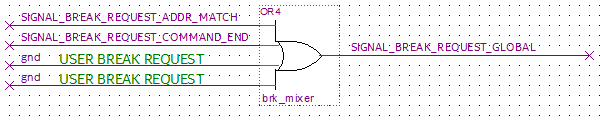 SIGNAL_BREAK_REQUEST_ADDR_MATCH
OR4
SIGNAL_BREAK_REQUEST_COMMAND_END
SIGNAL_BREAK_REQUEST_GLOBAL
gnd USER BREAK REQUEST
gnd USER BREAK REQUEST
brk_mixer